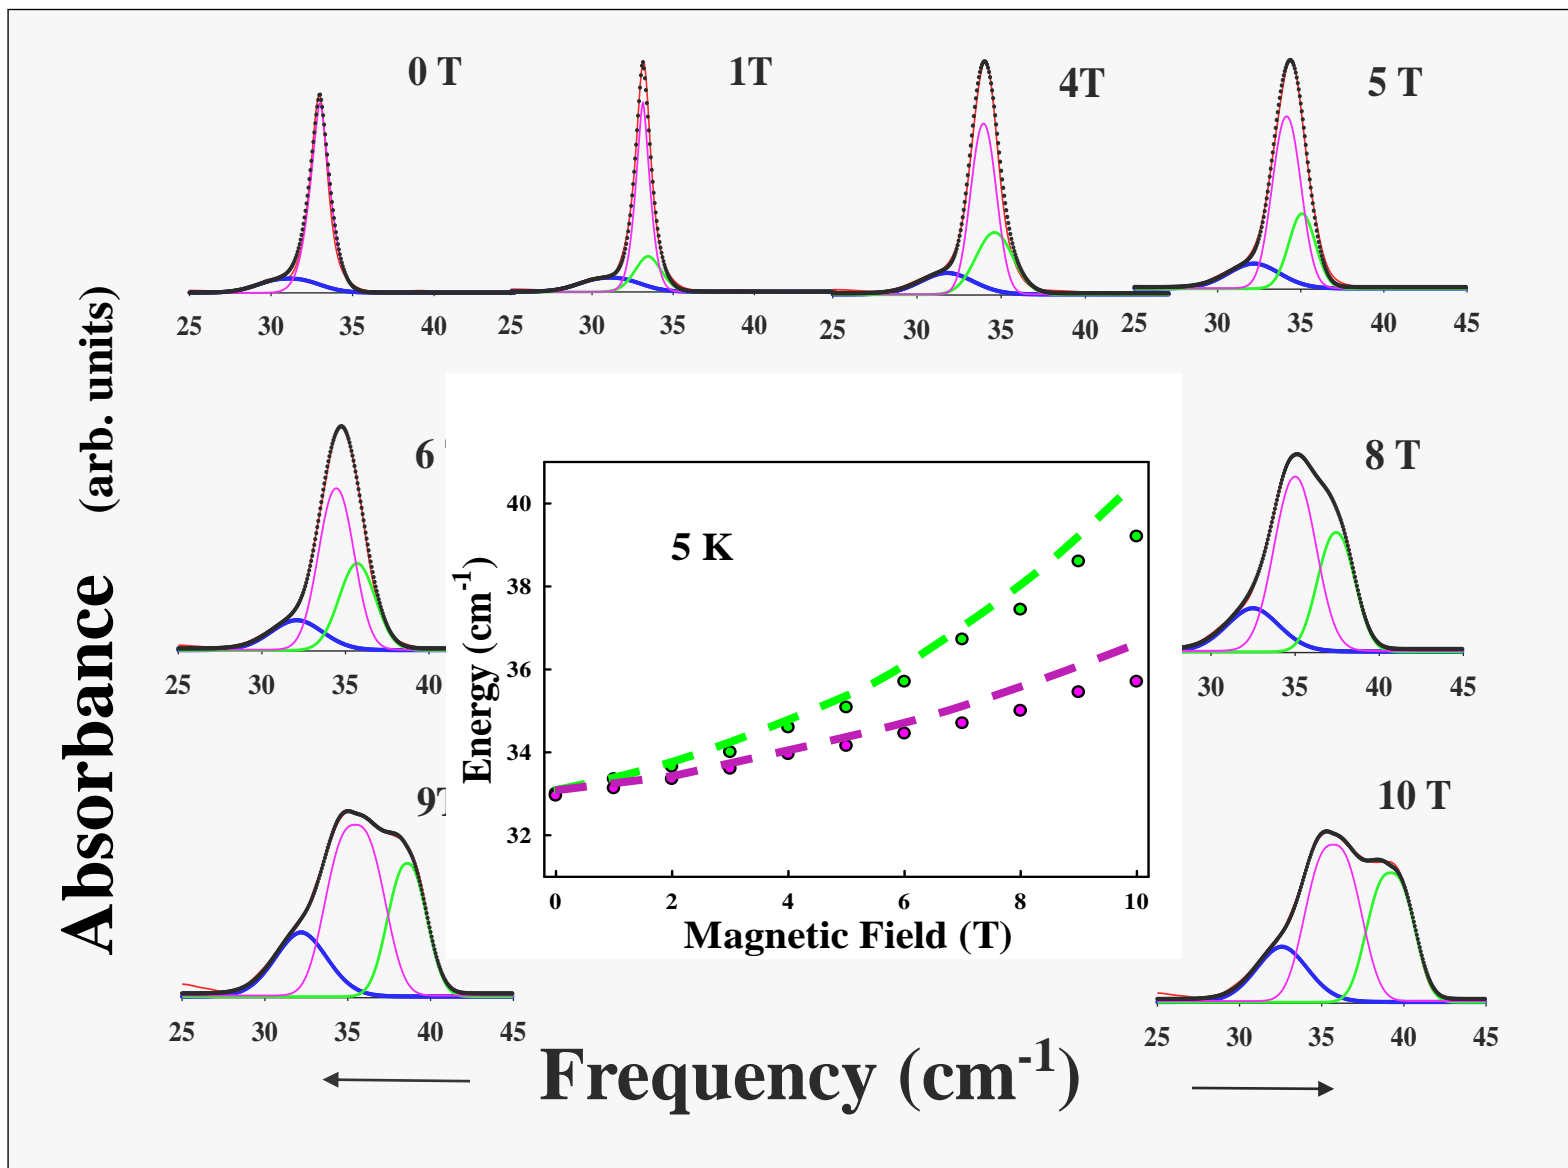 0 T
1T
4T
5 T
25 30 35 40 25 30 35 40 25 30 35 40 25 30 35 40 45
Absorbance (arb. units)
6
8 T
25 30 35 40
30 35 40 45
5 K
Energy (cm-1)
40
38
36
34
32
0 2 4 6 8 10
Magnetic Field (T)
9T
10 T
25 30 35 40 45
25 30 35 40 45
Frequency (cm-1)